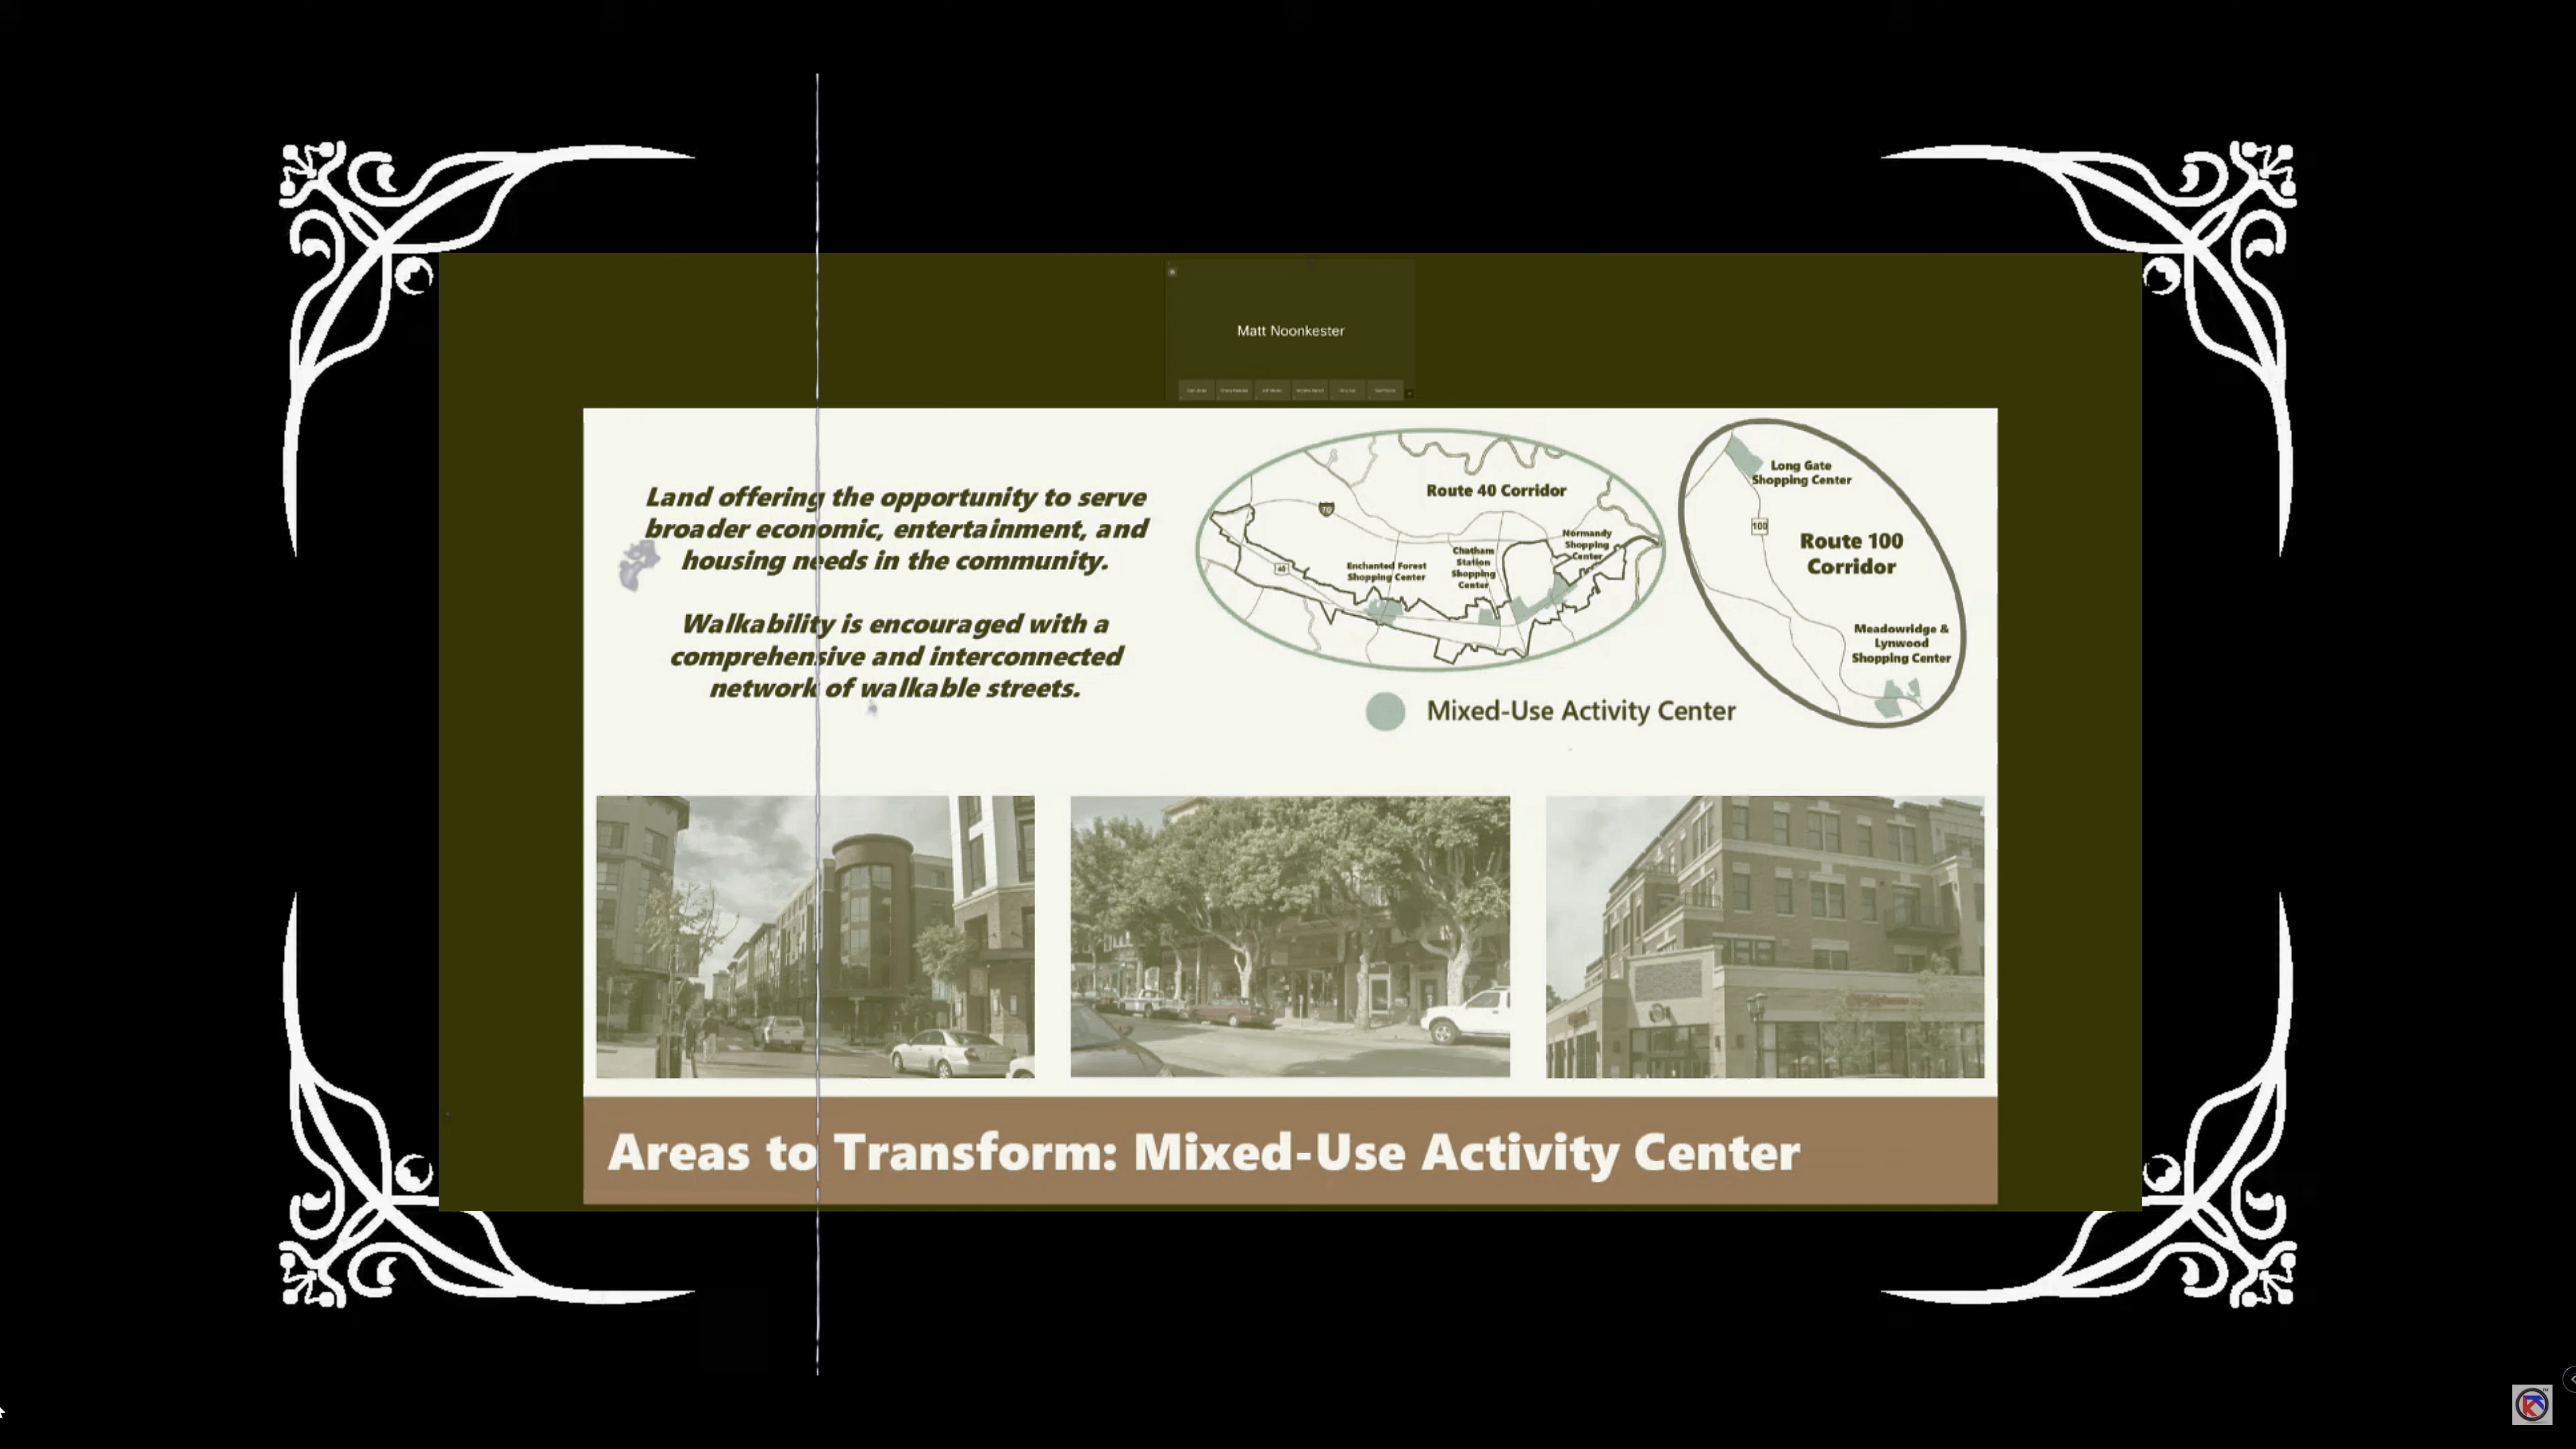 Matt Noonkester
Land offering the opportunity to serve
broader economic, entertainment, and
housing needs in the community.
Walkability is encouraged with a
comprehensive and interconnected
network of walkable streets.
Route 40 Corridor
70
40
Enchanted Forest
Shopping Center
Chatham
Station
Shopping
Center
Normandy
Shopping
Center
Long Gate
Shopping Center
100
Route 100
Corridor
Meadowridge &
Lynwood
Shopping Center
Mixed-Use Activity Center
Areas to Transform: Mixed-Use Activity Center